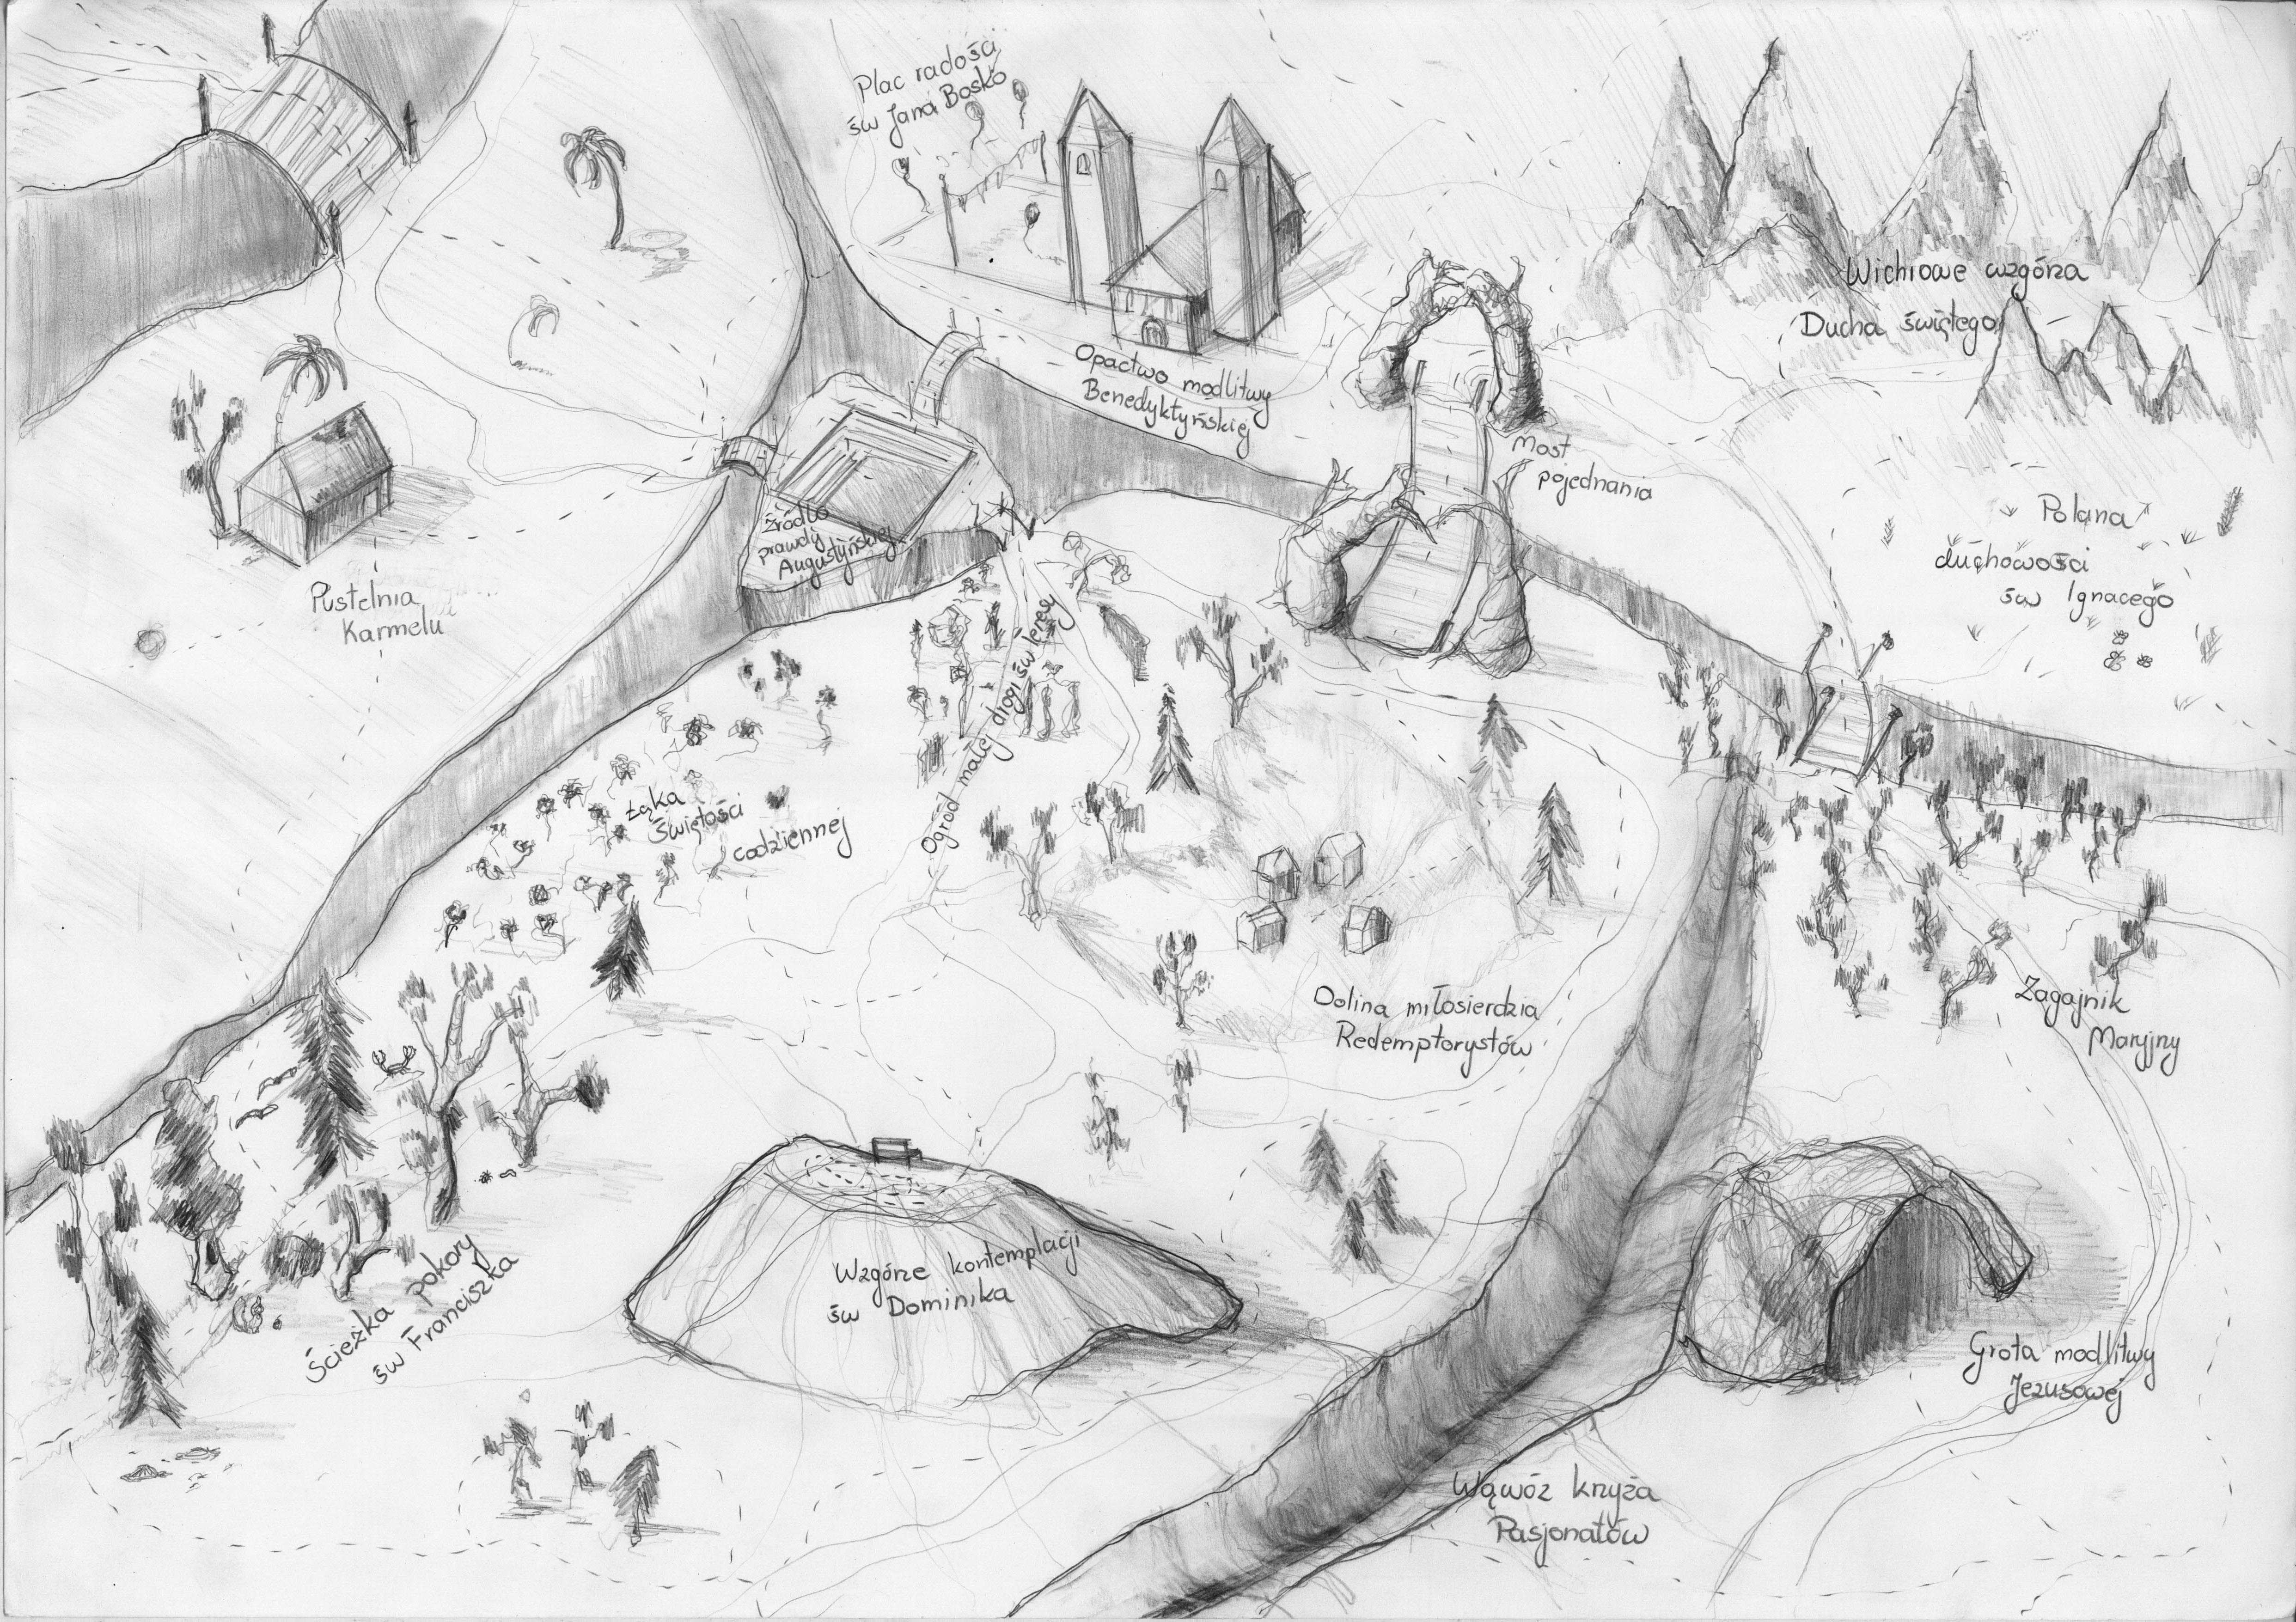 Plac radości
św Jana Bosko
Wichrowe wzgórza
Ducha świętego
Opactwo modlitwy
Benedyktyńskiej
Most
pojednania
Polana
duchowości
św Ignacego
Źródło
prawdy
Augustyńskiej
Pustelnia
Karmelu
Ogród małej drogi św Teresy
Łąka
świętości
codziennej
Dolina miłosierdzia
Redemptorystów
Zagajnik
Maryjny
Ścieżka pokory
św Franciszka
Wzgórze kontemplacji
św Dominika
Grota modlitwy
Jezusowej
Wąwóz krzyża
Pasjonatów